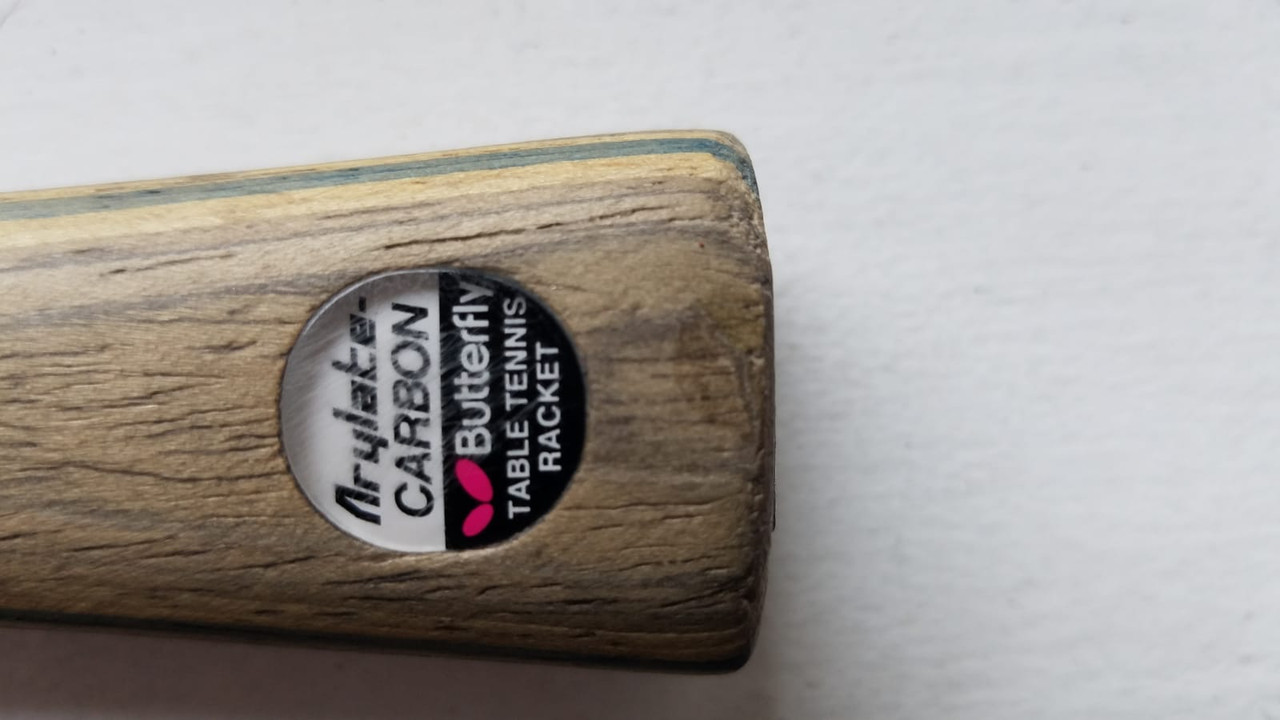 Arylate-
CARBON
Butterfly
TABLE TENNIS
RACKET